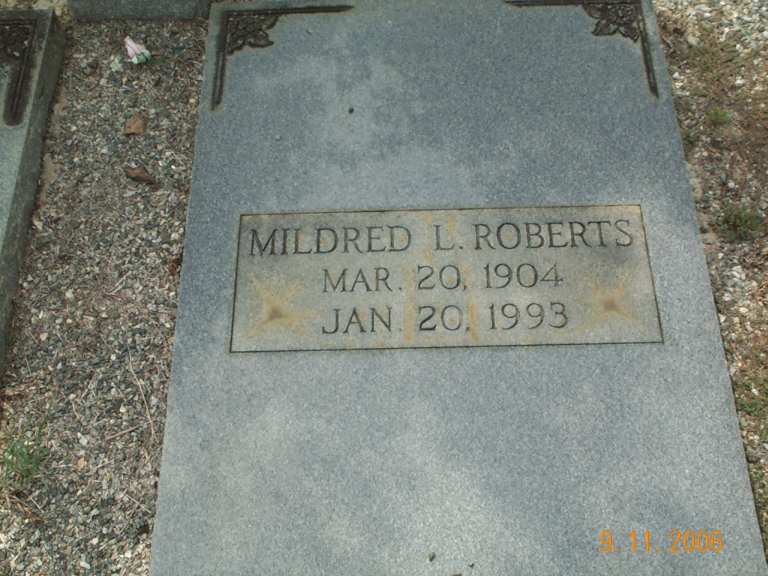 MILDRED L. ROBERTS
MAR. 20, 1904
JAN. 20, 1993
9. 11. 2006